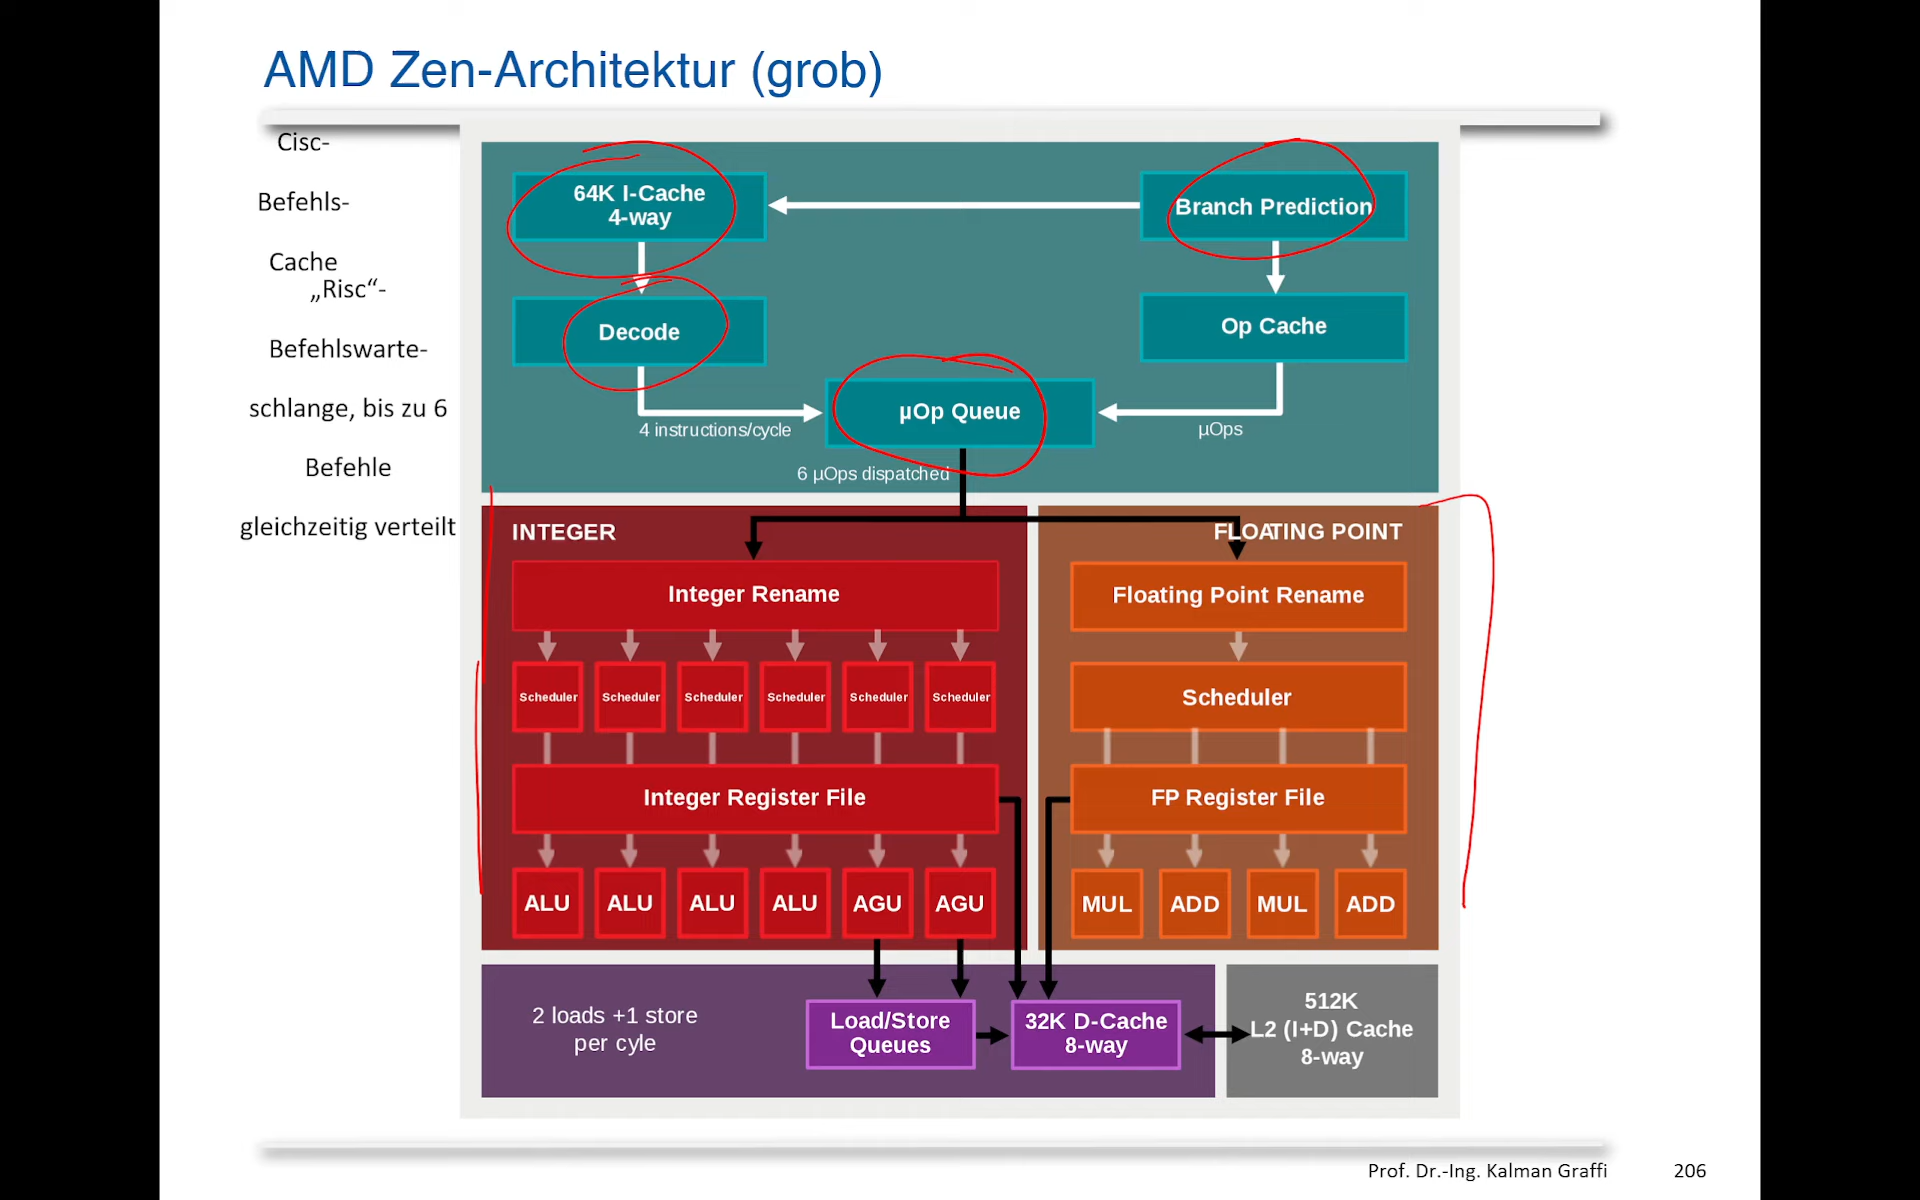 AMD Zen-Architektur (grob)
Cisc-
Befehls-
Cache
„Risc“-
Befehlswarte-
schlange, bis zu 6
Befehle
gleichzeitig verteilt
64K I-Cache
4-way
Branch Prediction
Decode
Op Cache
µOp Queue
4 instructions/cycle
µOps
6 µOps dispatched
INTEGER
FLOATING POINT
Integer Rename
Floating Point Rename
Scheduler
Scheduler
Scheduler
Scheduler
Scheduler
Scheduler
Scheduler
Integer Register File
FP Register File
ALU
ALU
ALU
ALU
AGU
AGU
MUL
ADD
MUL
ADD
2 loads +1 store
per cyle
Load/Store
Queues
32K D-Cache
8-way
512K
L2 (I+D) Cache
8-way
Prof. Dr.-Ing. Kalman Graffi
206